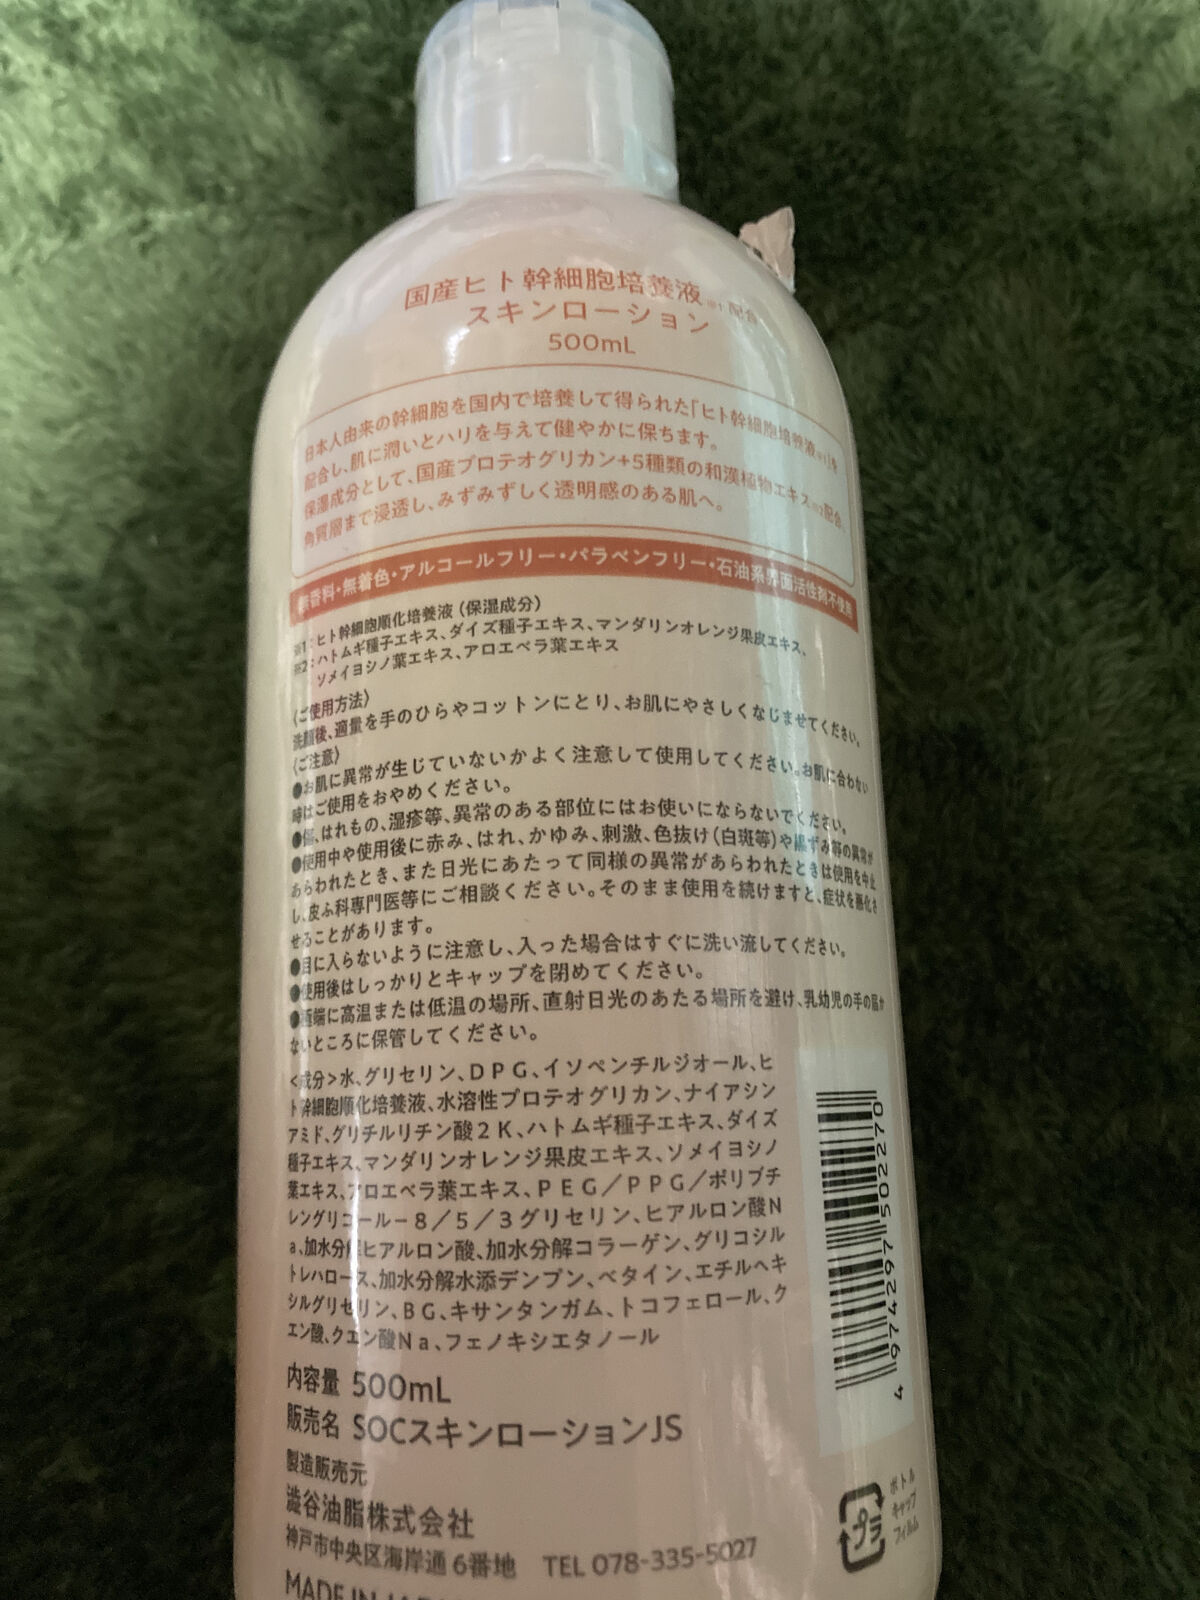 国産ヒト幹細胞培養液※1配合
スキンローション
500mL
日本人由来の幹細胞を国内で培養して得られた「ヒト幹細胞培養液※1」を
配合し、肌に潤いとハリを与えて健やかに保ちます。
保湿成分として、国産プロテオグリカン+5種類の和漢植物エキス※2配合。
角質層まで浸透し、みずみずしく透明感のある肌へ。
無香料・無着色・アルコールフリー・パラベンフリー・石油系界面活性剤不使用
※1：ヒト幹細胞順化培養液（保湿成分）
※2：ハトムギ種子エキス、ダイズ種子エキス、マンダリンオレンジ果皮エキス、
ソメイヨシノ葉エキス、アロエベラ葉エキス
〈ご使用方法〉
洗顔後、適量を手のひらやコットンにとり、お肌にやさしくなじませてください。
〈ご注意〉
●お肌に異常が生じていないかよく注意して使用してください。お肌に合わない
時はご使用をおやめください。
●傷、はれもの、湿疹等、異常のある部位にはお使いにならないでください。
●使用中や使用後に赤み、はれ、かゆみ、刺激、色抜け（白斑等）や黒ずみ等の異常が
あらわれたとき、また日光にあたって同様の異常があらわれたときは使用を中止
し、皮ふ科専門医等にご相談ください。そのまま使用を続けますと、症状を悪化さ
せることがあります。
●目に入らないように注意し、入った場合はすぐに洗い流してください。
●使用後はしっかりとキャップを閉めてください。
●極端に高温または低温の場所、直射日光のあたる場所を避け、乳幼児の手の届か
ないところに保管してください。
<成分>水、グリセリン、ＤＰＧ、イソペンチルジオール、ヒ
ト幹細胞順化培養液、水溶性プロテオグリカン、ナイアシン
アミド、グリチルリチン酸２Ｋ、ハトムギ種子エキス、ダイズ
種子エキス、マンダリンオレンジ果皮エキス、ソメイヨシノ
葉エキス、アロエベラ葉エキス、ＰＥＧ／ＰＰＧ／ポリブチ
レングリコール－８／５／３グリセリン、ヒアルロン酸Ｎ
ａ、加水分解ヒアルロン酸、加水分解コラーゲン、グリコシル
トレハロース、加水分解水添デンプン、ベタイン、エチルヘキ
シルグリセリン、ＢＧ、キサンタンガム、トコフェロール、ク
エン酸、クエン酸Ｎａ、フェノキシエタノール
内容量 500mL
販売名 SOCスキンローションJS
製造販売元
澁谷油脂株式会社
神戸市中央区海岸通6番地 TEL 078-335-5027
MADE IN JAPAN
4 974297 502270
プラ
ボトル
キャップ
フィルム